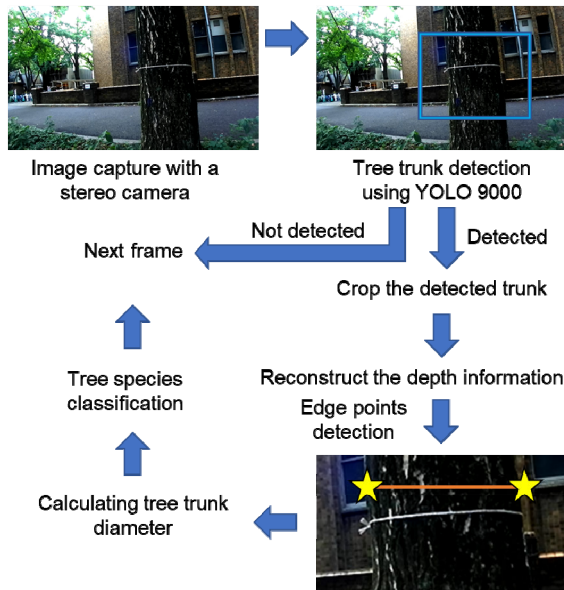 Image capture with a
stereo camera
Tree trunk detection
using YOLO 9000
Not detected
Detected
Next frame
Crop the detected trunk
Tree species
classification
Reconstruct the depth information
Edge points
detection
Calculating tree trunk
diameter